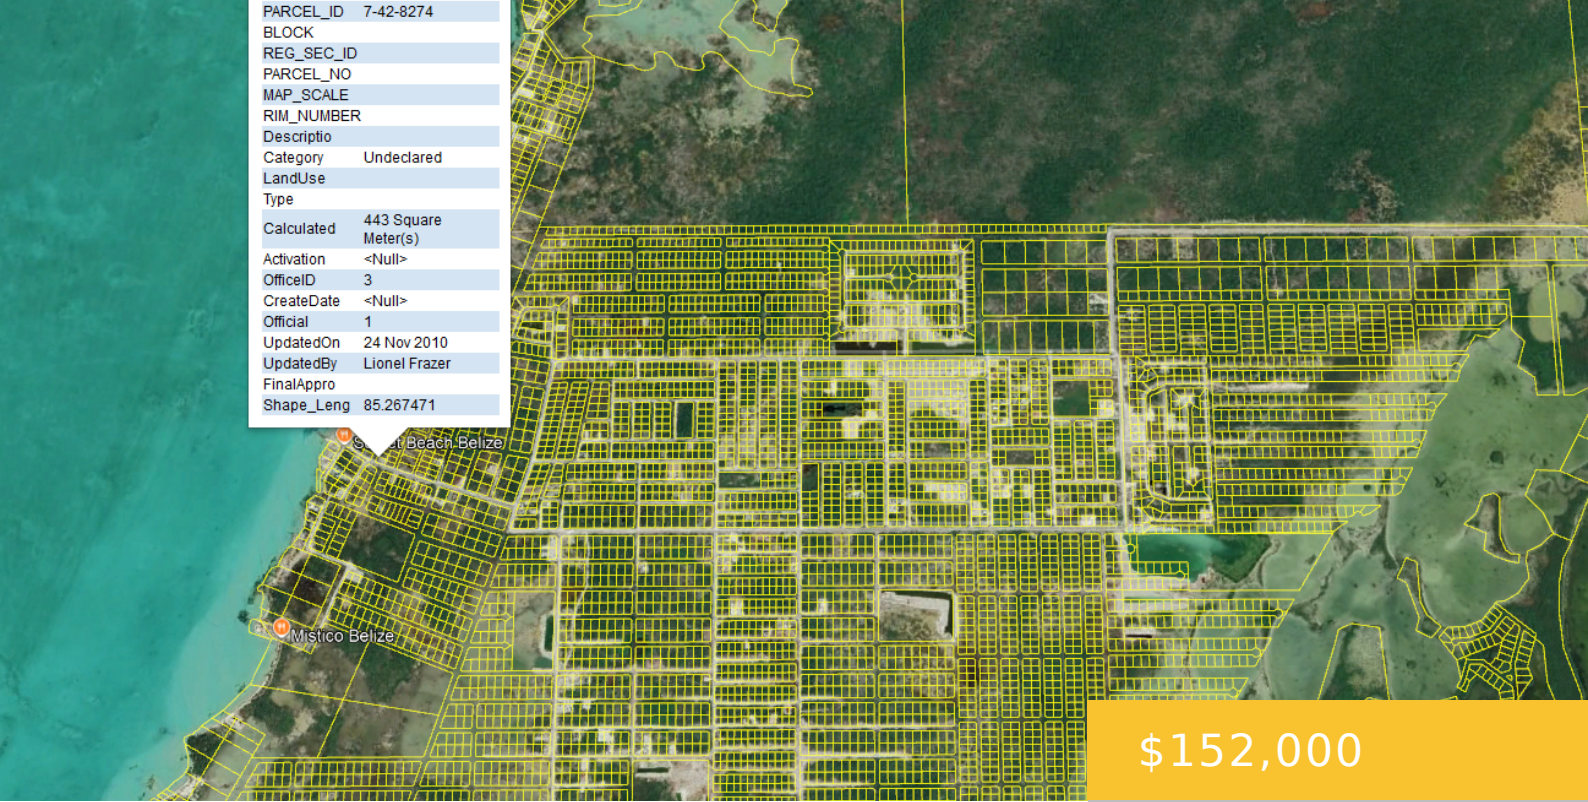 PARCEL_ID 7-42-8274
BLOCK
REG_SEC_ID
PARCEL_NO
MAP_SCALE
RIM_NUMBER
Descriptio
Category Undeclared
LandUse
Type
Calculated 443 Square
Meter(s)
Activation <Null>
OfficeID 3
CreateDate <Null>
Official 1
UpdatedOn 24 Nov 2010
UpdatedBy Lionel Frazer
FinalAppro
Shape_Leng 85.267471
Beach Belize
Mistico Belize
$152,000